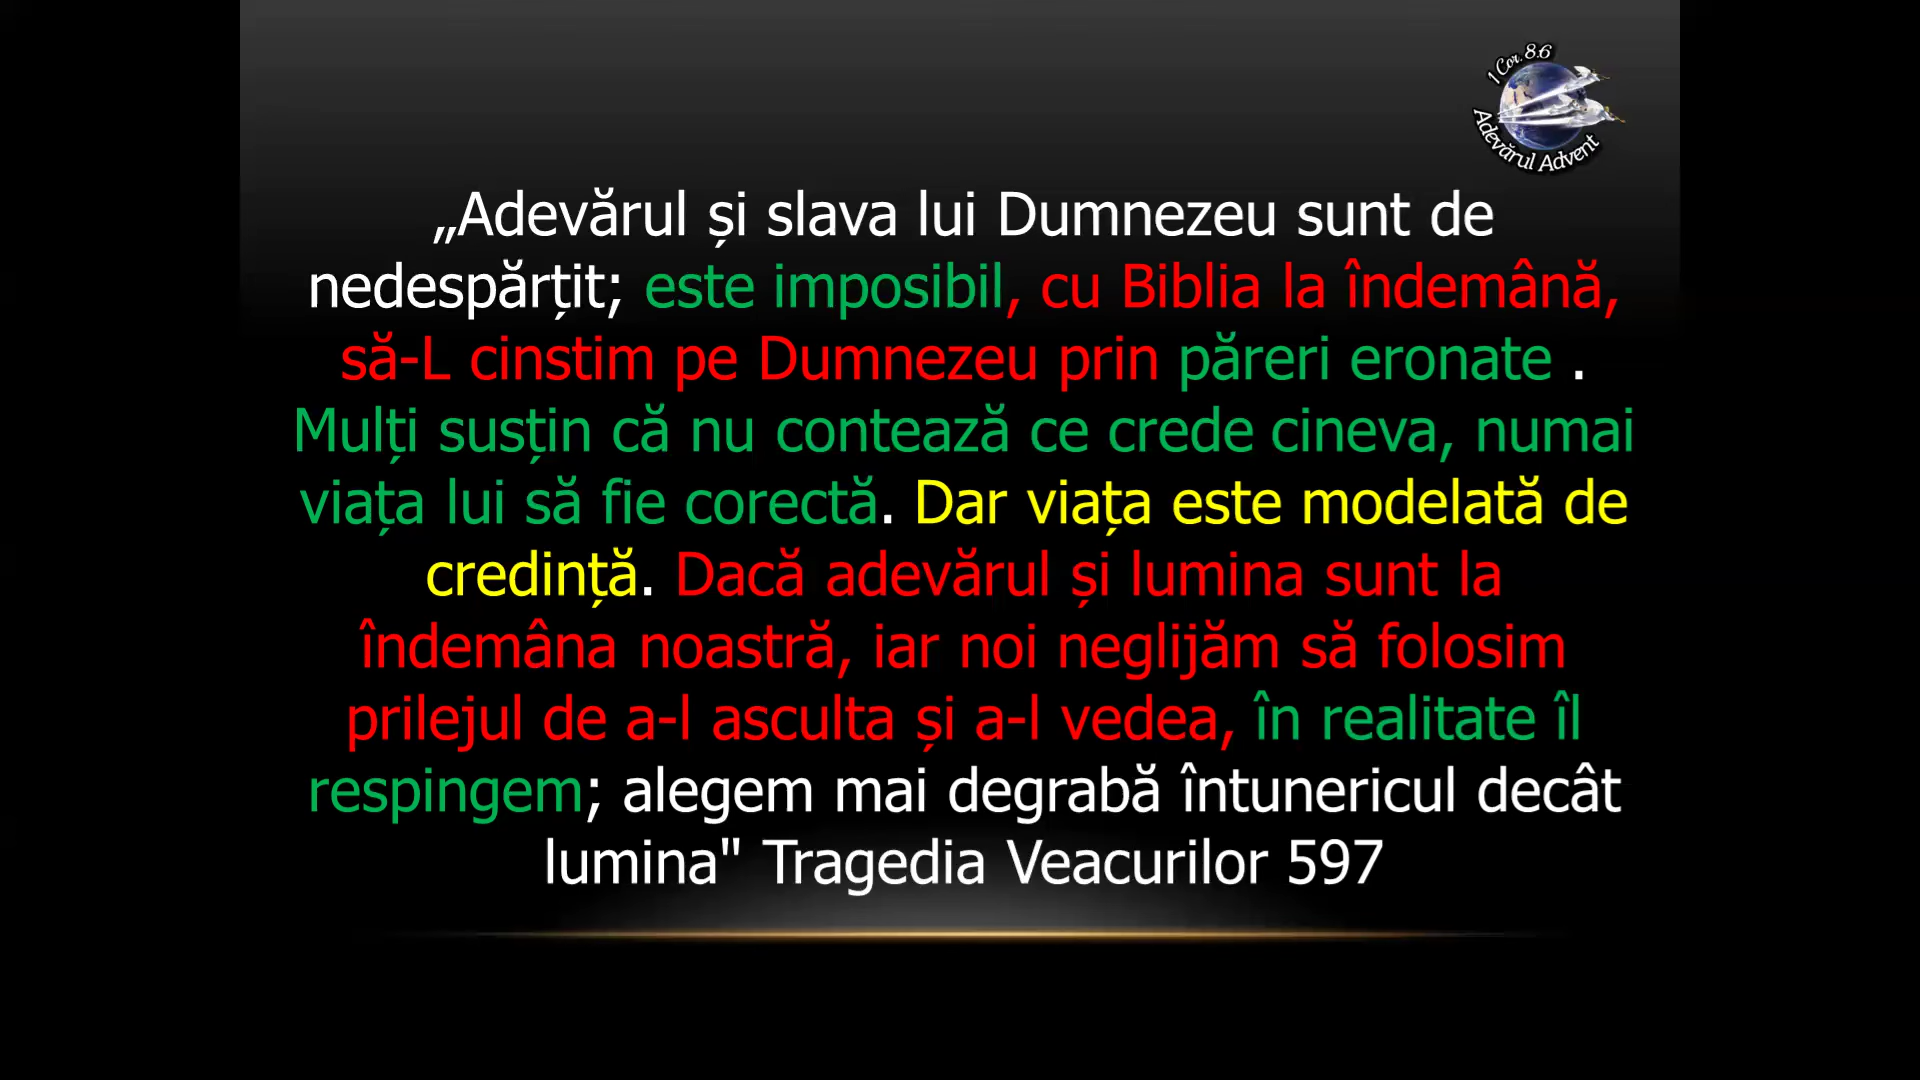 1 Cor. 8:6
Adevărul Advent
„Adevărul și slava lui Dumnezeu sunt de
nedespărțit; este imposibil, cu Biblia la îndemână,
să-L cinstim pe Dumnezeu prin păreri eronate .
Mulți susțin că nu contează ce crede cineva, numai
viața lui să fie corectă. Dar viața este modelată de
credință. Dacă adevărul și lumina sunt la
îndemâna noastră, iar noi neglijăm să folosim
prilejul de a-l asculta și a-l vedea, în realitate îl
respingem; alegem mai degrabă întunericul decât
lumina" Tragedia Veacurilor 597